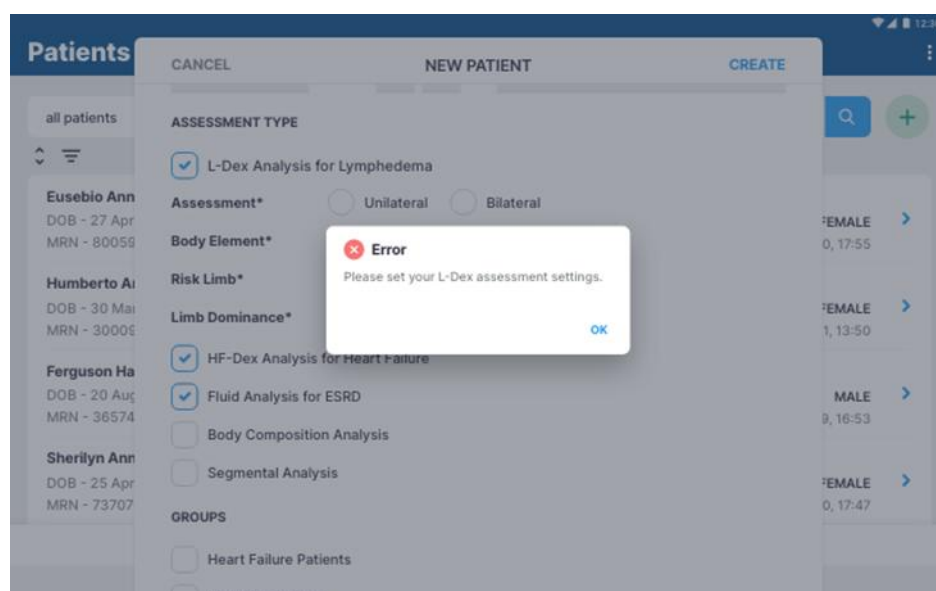 12:3
Patients
CANCEL NEW PATIENT CREATE
all patients
ASSESSMENT TYPE
L-Dex Analysis for Lymphedema
Eusebio Ann
DOB - 27 Apr
MRN - 80059
FEMALE
0, 17:55
Assessment* Unilateral Bilateral
Body Element*
Risk Limb*
Limb Dominance*
Error
Please set your L-Dex assessment settings.
OK
Humberto A
DOB - 30 Mar
MRN - 30009
FEMALE
1, 13:50
HF-Dex Analysis for Heart Failure
Fluid Analysis for ESRD
Body Composition Analysis
Segmental Analysis
Ferguson Ha
DOB - 20 Aug
MRN - 36574
MALE
9, 16:53
Sherilyn Ann
DOB - 25 Apr
MRN - 73707
FEMALE
0, 17:47
GROUPS
Heart Failure Patients